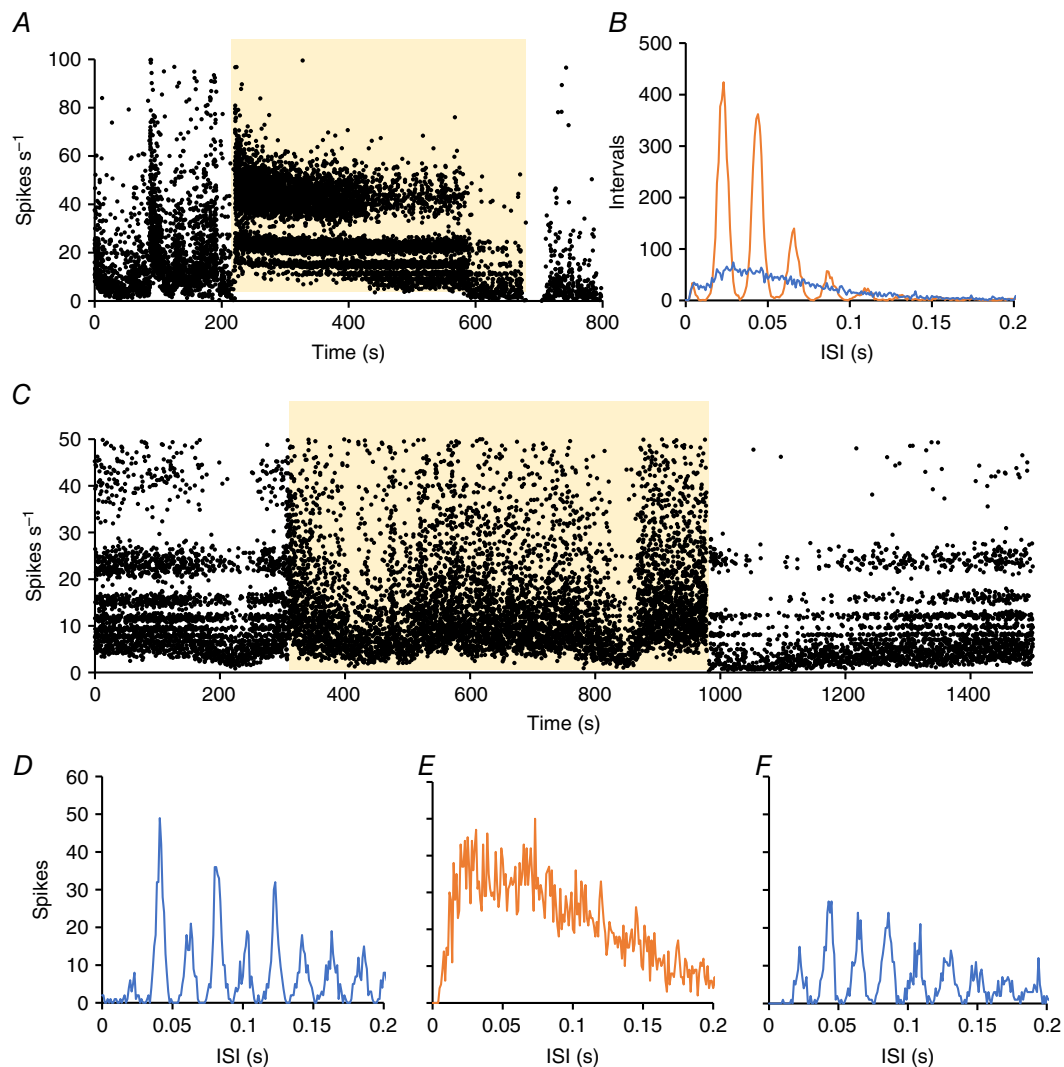 A
Spikes s⁻¹
100
80
60
40
20
0
0 200 400 600 800
Time (s)
B
Intervals
500
400
300
200
100
0
0 0.05 0.1 0.15 0.2
ISI (s)
C
Spikes s⁻¹
50
40
30
20
10
0
0 200 400 600 800 1000 1200 1400
Time (s)
D
Spikes
60
50
40
30
20
10
0
0 0.05 0.1 0.15 0.2
ISI (s)
E
0 0.05 0.1 0.15 0.2
ISI (s)
F
0 0.05 0.1 0.15 0.2
ISI (s)